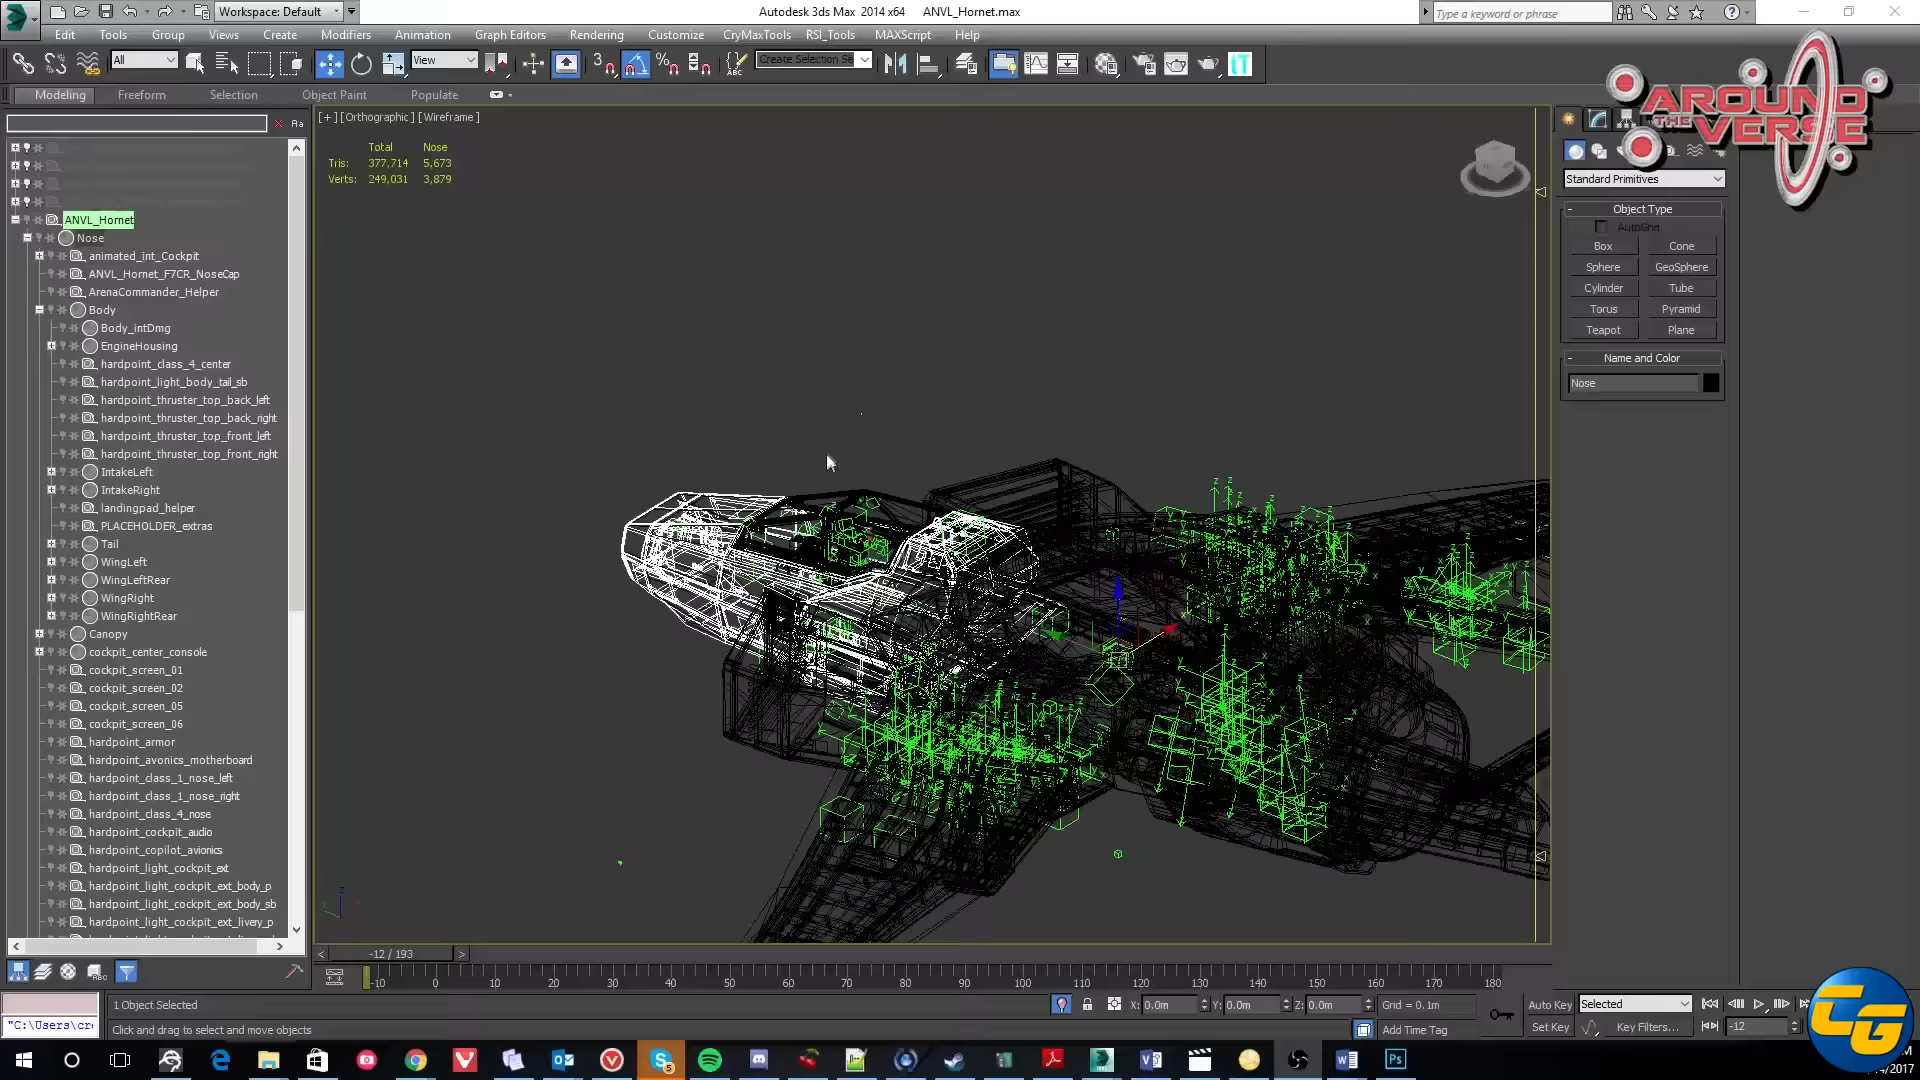 Workspace: Default
Autodesk 3ds Max 2014 x64 ANVL_Hornet.max
Type a keyword or phrase
Edit Tools Group Views Create Modifiers Animation Graph Editors Rendering Customize CryMaxTools RSI_Tools MAXScript Help
All
View
3
Create Selection Se
Modeling Freeform Selection Object Paint Populate
AROUND
THE VERSE
[+] [Orthographic] [Wireframe]
Total Nose
Tris: 377,714 5,673
Verts: 249,031 3,879
ANVL_Hornet
Nose
animated_int_Cockpit
ANVL_Hornet_F7CR_NoseCap
ArenaCommander_Helper
Body
Body_intDmg
EngineHousing
hardpoint_class_4_center
hardpoint_light_body_tail_sb
hardpoint_thruster_top_back_left
hardpoint_thruster_top_back_right
hardpoint_thruster_top_front_left
hardpoint_thruster_top_front_right
IntakeLeft
IntakeRight
landingpad_helper
PLACEHOLDER_extras
Tail
WingLeft
WingLeftRear
WingRight
WingRightRear
Canopy
cockpit_center_console
cockpit_screen_01
cockpit_screen_02
cockpit_screen_05
cockpit_screen_06
hardpoint_armor
hardpoint_avonics_motherboard
hardpoint_class_1_nose_left
hardpoint_class_1_nose_right
hardpoint_class_4_nose
hardpoint_cockpit_audio
hardpoint_copilot_avionics
hardpoint_light_cockpit_ext
hardpoint_light_cockpit_ext_body_p
hardpoint_light_cockpit_ext_body_sb
hardpoint_light_cockpit_ext_livery_p
Standard Primitives
Object Type
AutoGrid
Box Cone
Sphere GeoSphere
Cylinder Tube
Torus Pyramid
Teapot Plane
Name and Color
Nose
-12 / 193
-10 0 10 20 30 40 50 60 70 80 90 100 110 120 130 140 150 160 170 180
1 Object Selected
X: 0.0m Y: 0.0m Z: 0.0m Grid = 0.1m
Auto Key Selected
"C:\Users\cr
Click and drag to select and move objects
Add Time Tag
Set Key Key Filters... -12
CG